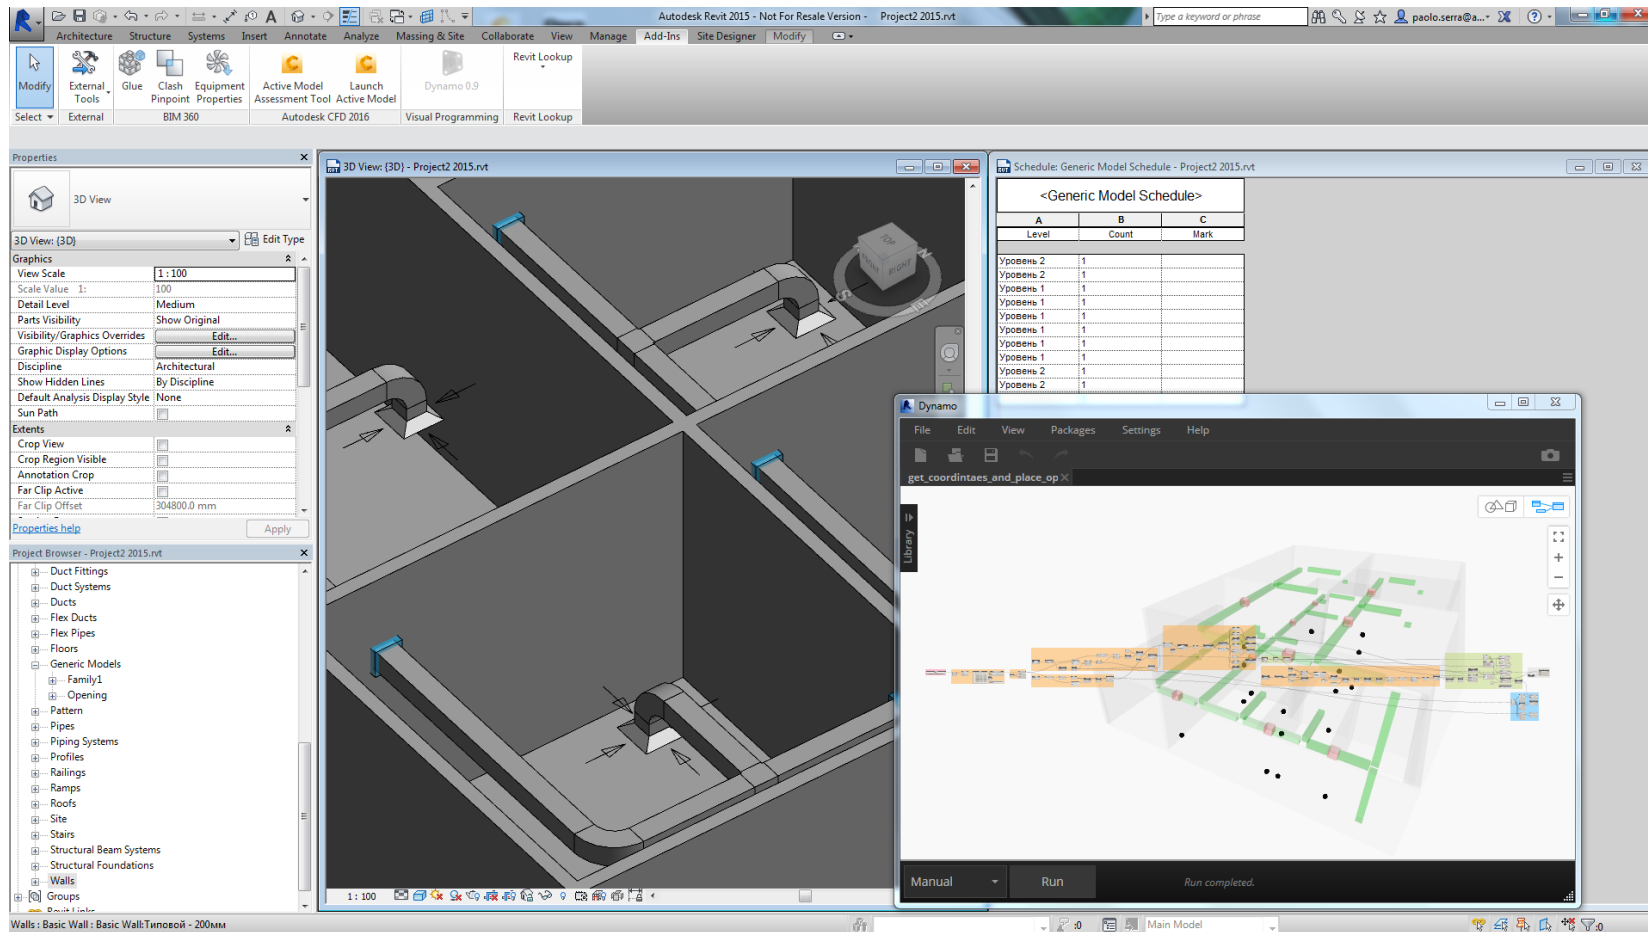 Autodesk Revit 2015 - Not For Resale Version - Project2 2015.rvt
Type a keyword or phrase
paolo.serra@a...
Architecture Structure Systems Insert Annotate Analyze Massing & Site Collaborate View Manage Add-Ins Site Designer Modify
Modify
External Tools
Glue
Clash Pinpoint
Equipment Properties
Active Model Assessment Tool
Launch Active Model
Dynamo 0.9
Revit Lookup
Select External BIM 360 Autodesk CFD 2016 Visual Programming Revit Lookup
Properties
3D View
3D View: {3D} Edit Type
Graphics
View Scale 1 : 100
Scale Value 1: 100
Detail Level Medium
Parts Visibility Show Original
Visibility/Graphics Overrides Edit...
Graphic Display Options Edit...
Discipline Architectural
Show Hidden Lines By Discipline
Default Analysis Display Style None
Sun Path
Extents
Crop View
Crop Region Visible
Annotation Crop
Far Clip Active
Far Clip Offset 304800.0 mm
Properties help Apply
Project Browser - Project2 2015.rvt
Duct Fittings
Duct Systems
Ducts
Flex Ducts
Flex Pipes
Floors
Generic Models
Family1
Opening
Pattern
Pipes
Piping Systems
Profiles
Railings
Ramps
Roofs
Site
Stairs
Structural Beam Systems
Structural Foundations
Walls
Groups
Revit Links
3D View: {3D} - Project2 2015.rvt
TOP
FRONT RIGHT
1 : 100
Schedule: Generic Model Schedule - Project2 2015.rvt
<Generic Model Schedule>
A B C
Level Count Mark
Уровень 2 1
Уровень 2 1
Уровень 1 1
Уровень 1 1
Уровень 1 1
Уровень 1 1
Уровень 1 1
Уровень 1 1
Уровень 2 1
Уровень 2 1
Dynamo
File Edit View Packages Settings Help
get_coordintaes_and_place_op
Library
Manual Run Run completed.
Walls : Basic Wall : Basic Wall:Типовой - 200мм
:0
Main Model
:0